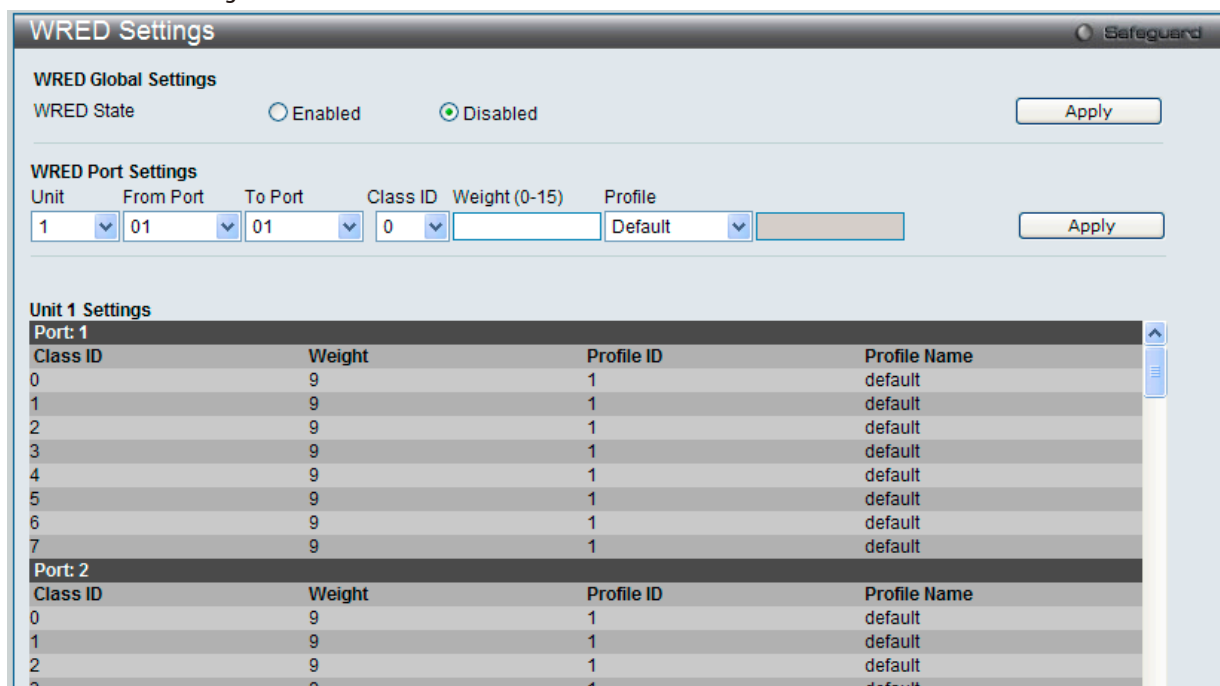 WRED Settings
Safeguard
WRED Global Settings
WRED State Enabled Disabled Apply
WRED Port Settings
Unit From Port To Port Class ID Weight (0-15) Profile
1 01 01 0 Default Apply
Unit 1 Settings
Port: 1
Class ID Weight Profile ID Profile Name
0 9 1 default
1 9 1 default
2 9 1 default
3 9 1 default
4 9 1 default
5 9 1 default
6 9 1 default
7 9 1 default
Port: 2
Class ID Weight Profile ID Profile Name
0 9 1 default
1 9 1 default
2 9 1 default